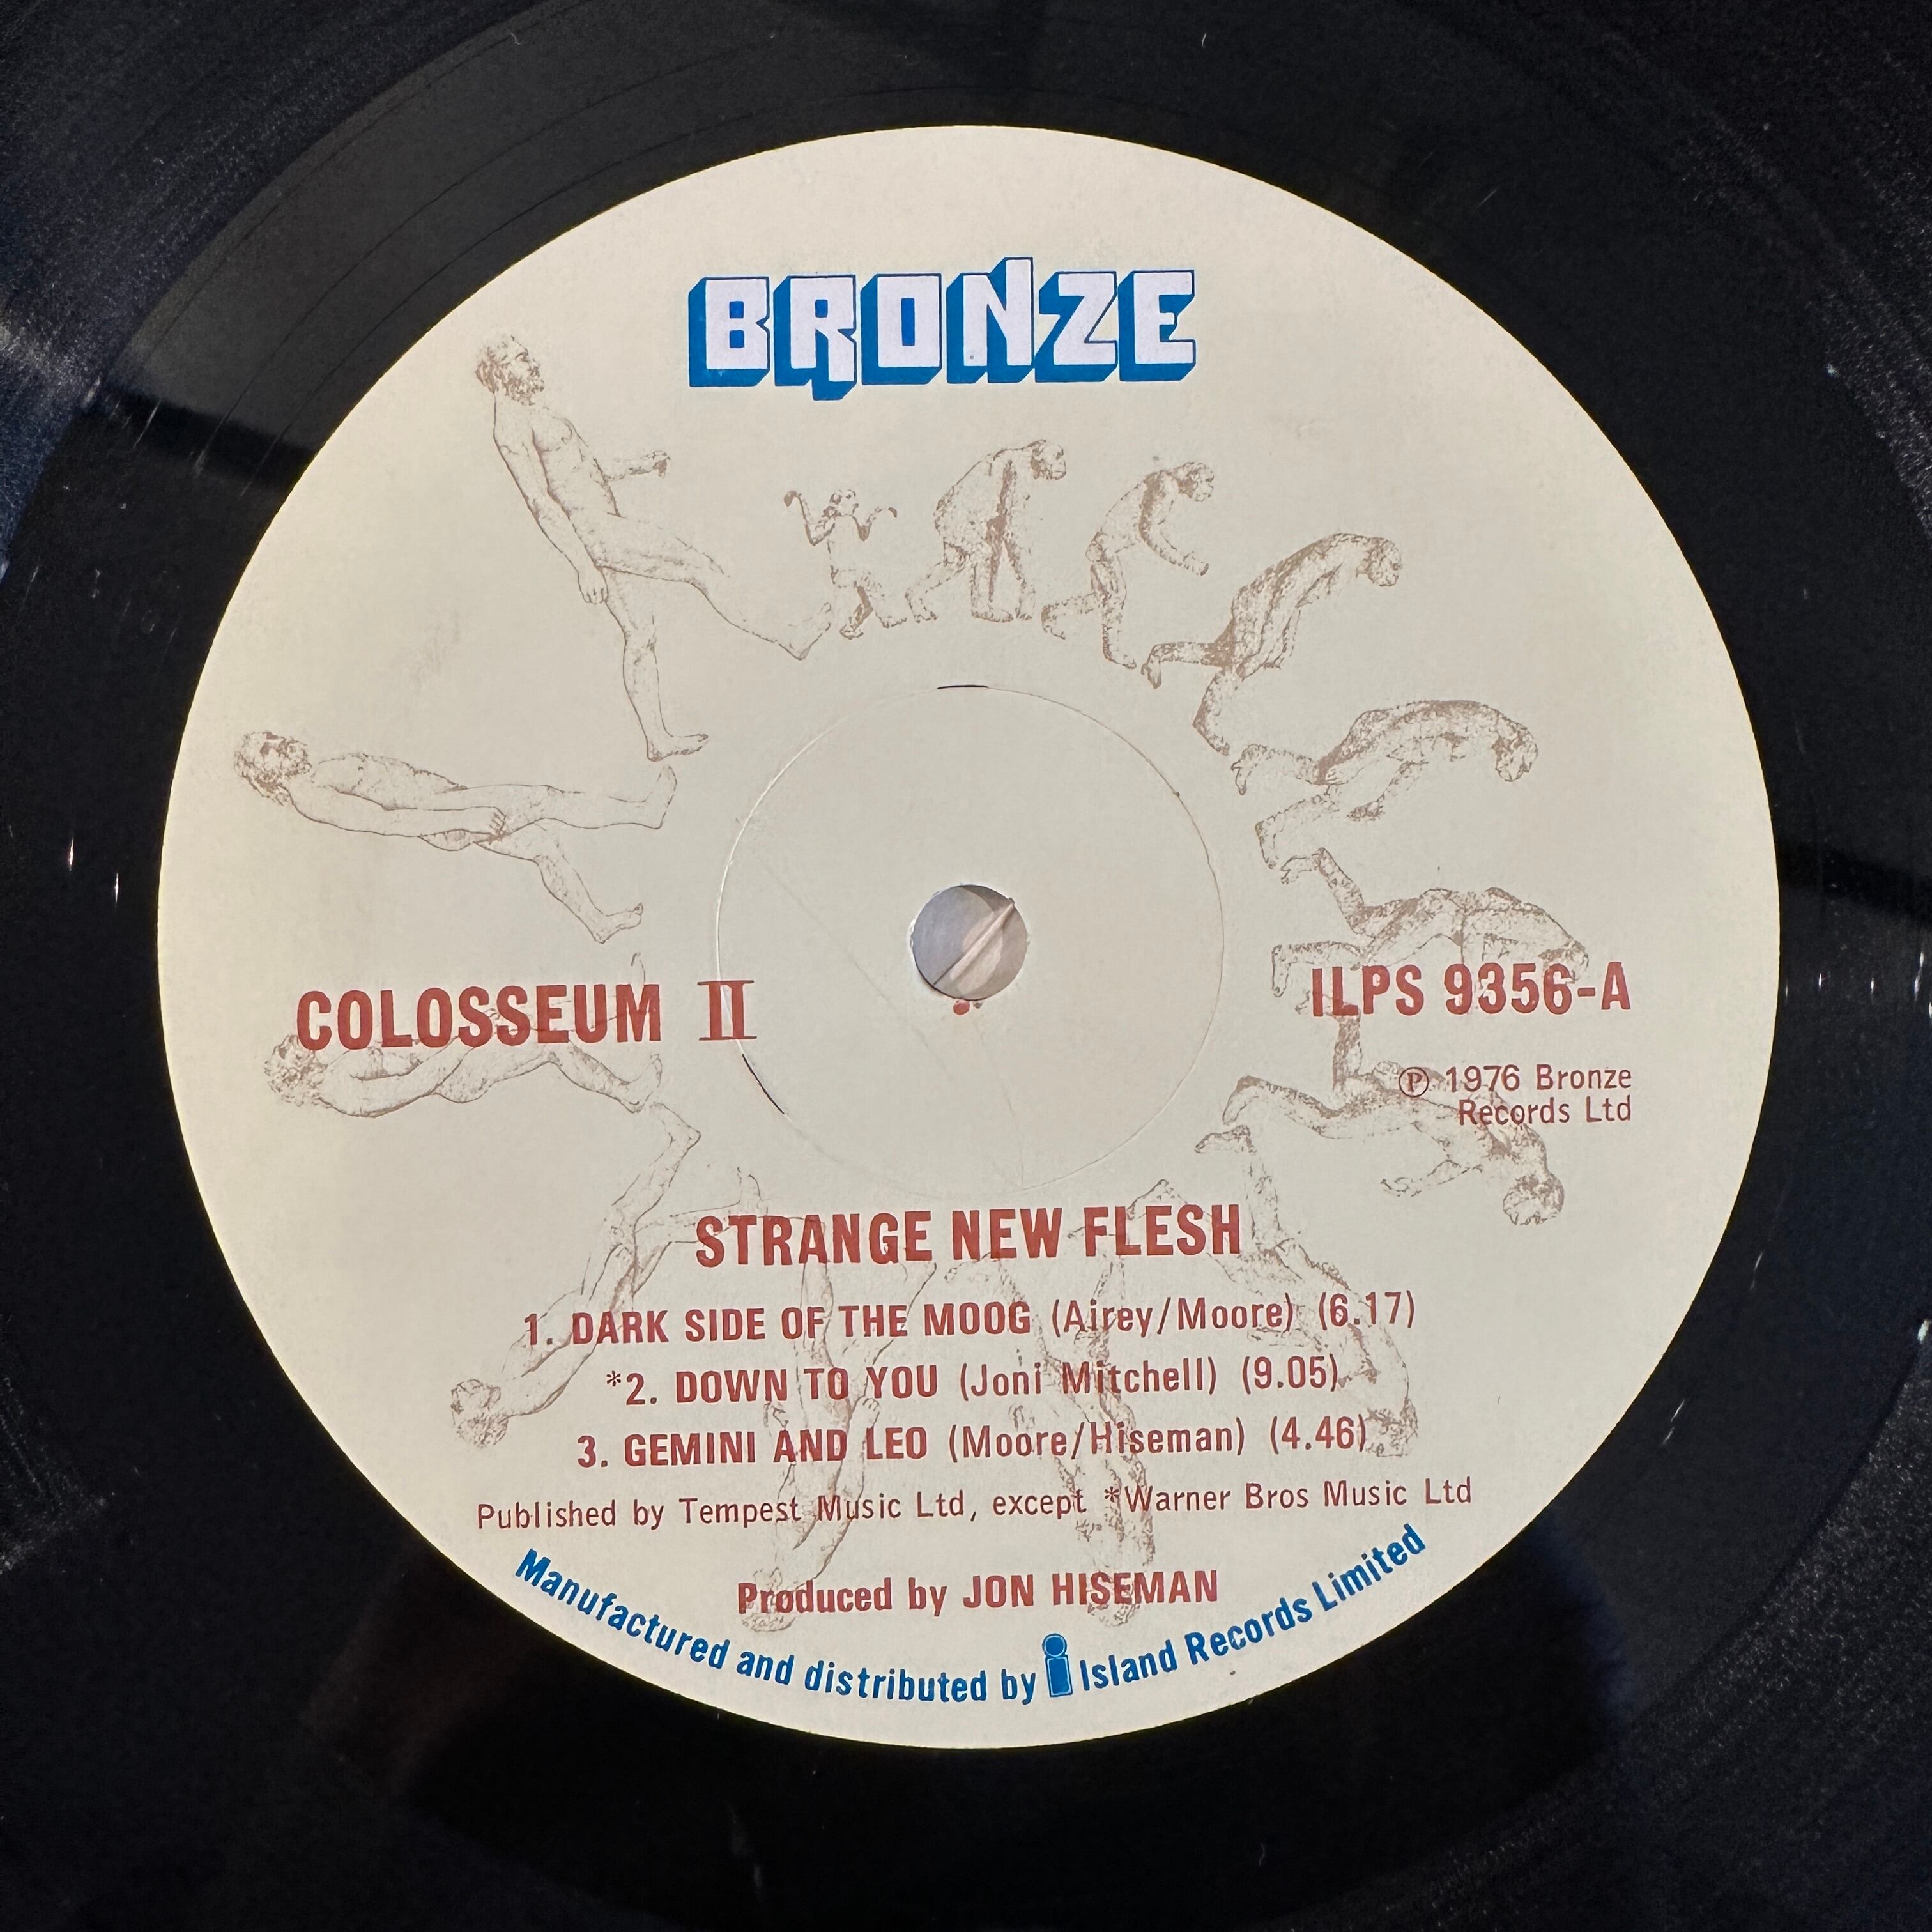 BRONZE
COLOSSEUM II
ILPS 9356-A
℗ 1976 Bronze
Records Ltd
STRANGE NEW FLESH
1. DARK SIDE OF THE MOOG (Airey/Moore) (6.17)
*2. DOWN TO YOU (Joni Mitchell) (9.05)
3. GEMINI AND LEO (Moore/Hiseman) (4.46)
Published by Tempest Music Ltd, except *Warner Bros Music Ltd
Produced by JON HISEMAN
Manufactured and distributed by i Island Records Limited